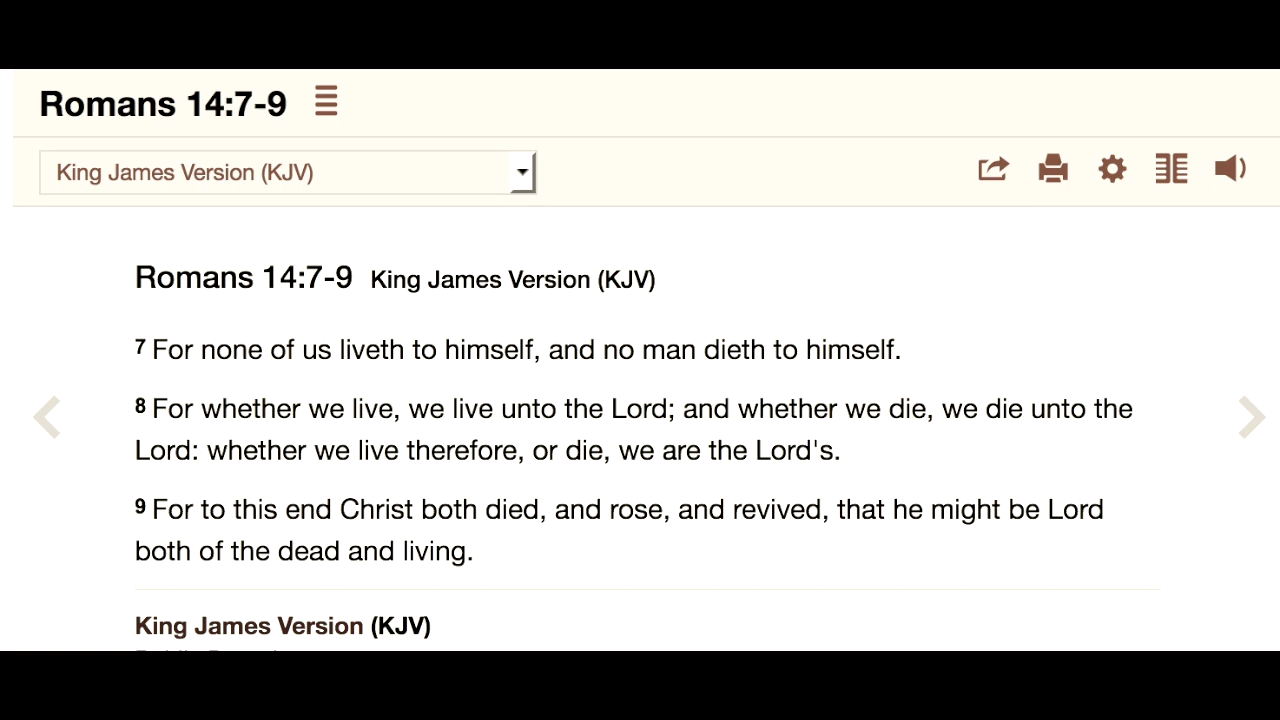 Romans 14:7-9
King James Version (KJV)
Romans 14:7-9 King James Version (KJV)
7 For none of us liveth to himself, and no man dieth to himself.
8 For whether we live, we live unto the Lord; and whether we die, we die unto the
Lord: whether we live therefore, or die, we are the Lord's.
9 For to this end Christ both died, and rose, and revived, that he might be Lord
both of the dead and living.
King James Version (KJV)